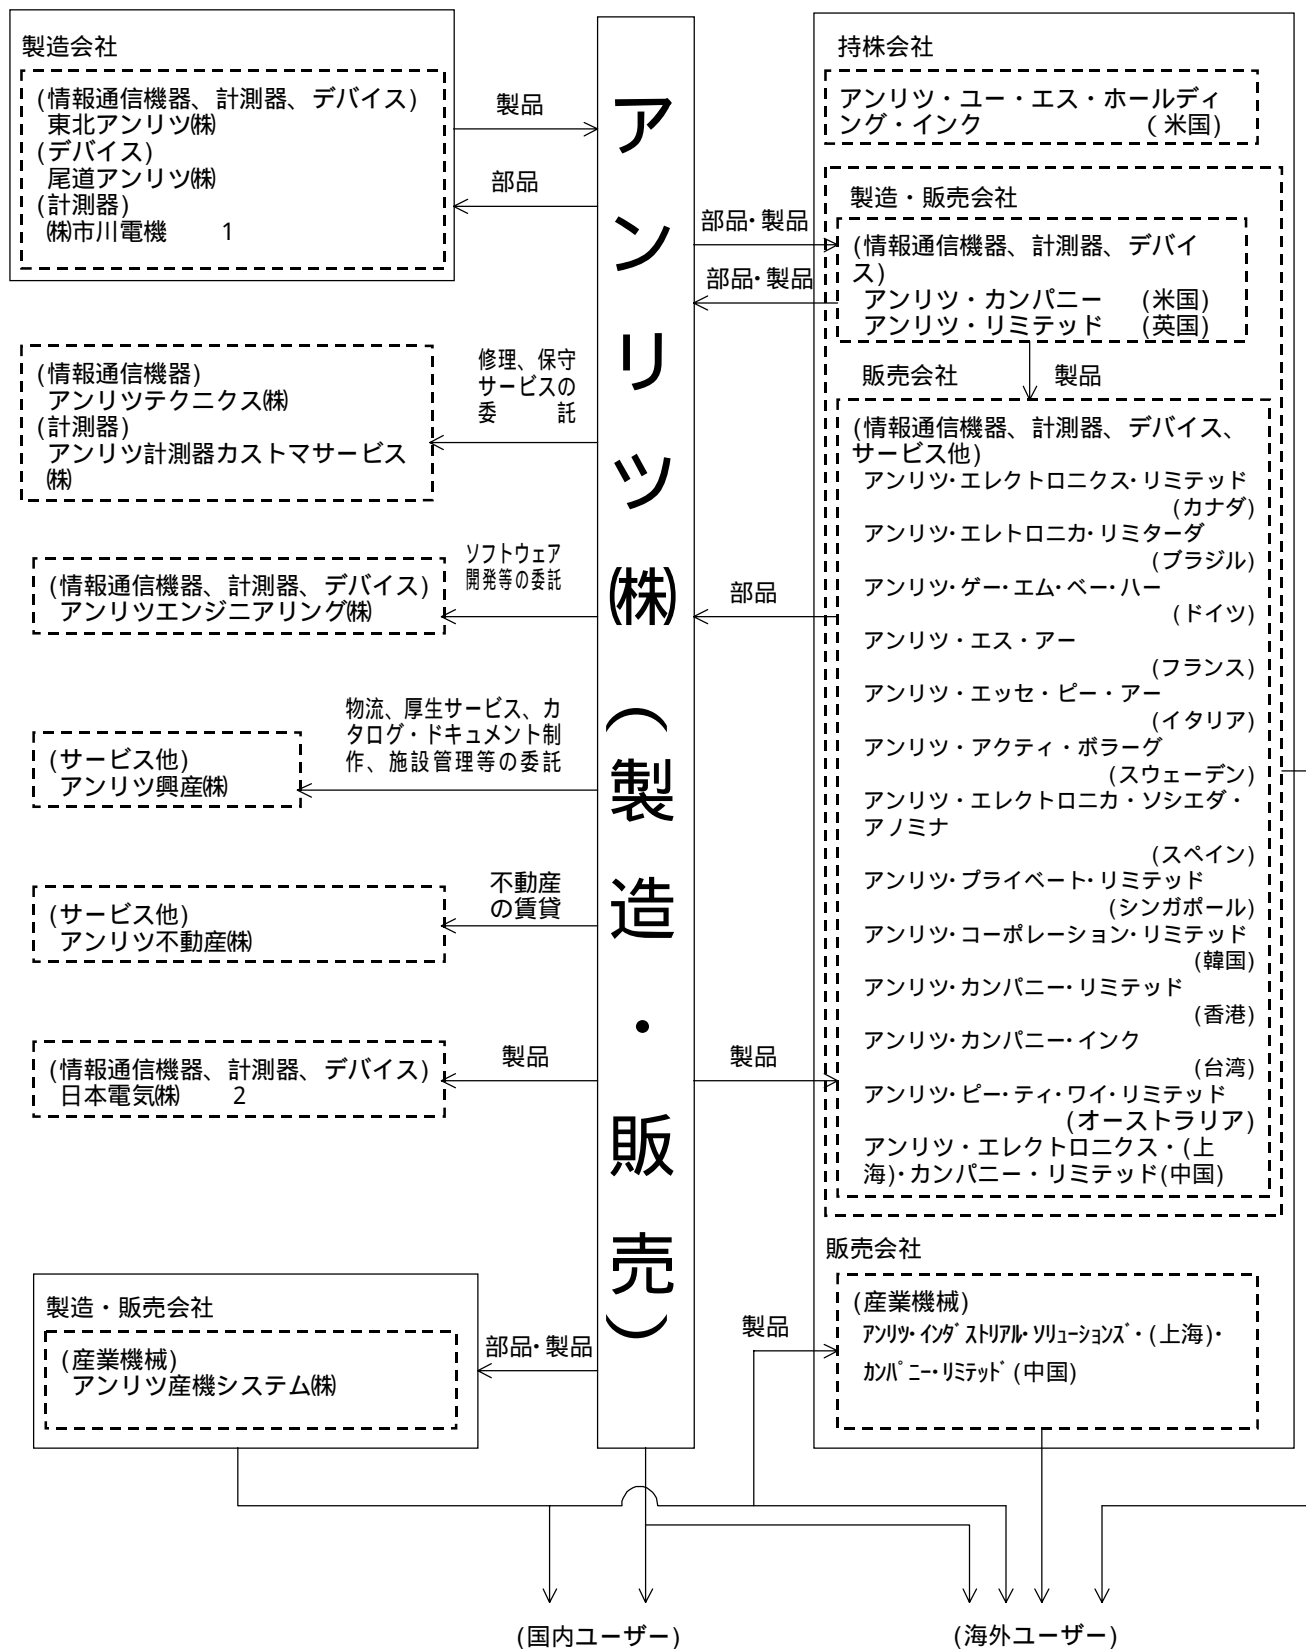 製造会社
(情報通信機器、計測器、デバイス)
東北アンリツ㈱
(デバイス)
尾道アンリツ㈱
(計測器)
㈱市川電機 1
製品
部品
(情報通信機器)
アンリツテクニクス㈱
(計測器)
アンリツ計測器カストマサービス
㈱
修理、保守
サービスの
委 託
(情報通信機器、計測器、デバイス)
アンリツエンジニアリング㈱
ソフトウェア
開発等の委託
(サービス他)
アンリツ興産㈱
物流、厚生サービス、カ
タログ・ドキュメント制
作、施設管理等の委託
(サービス他)
アンリツ不動産㈱
不動産
の賃貸
(情報通信機器、計測器、デバイス)
日本電気㈱ 2
製品
製造・販売会社
(産業機械)
アンリツ産機システム㈱
部品・製品
アンリツ㈱(製造・販売)
部品・製品
部品・製品
部品
製品
製品
持株会社
アンリツ・ユー・エス・ホールディ
ング・インク (米国)
製造・販売会社
(情報通信機器、計測器、デバイ
ス)
アンリツ・カンパニー (米国)
アンリツ・リミテッド (英国)
販売会社
製品
(情報通信機器、計測器、デバイス、
サービス他)
アンリツ・エレクトロニクス・リミテッド
(カナダ)
アンリツ・エレトロニカ・リミターダ
(ブラジル)
アンリツ・ゲー・エム・ベー・ハー
(ドイツ)
アンリツ・エス・アー
(フランス)
アンリツ・エッセ・ピー・アー
(イタリア)
アンリツ・アクティ・ボラーグ
(スウェーデン)
アンリツ・エレクトロニカ・ソシエダ・
アノミナ
(スペイン)
アンリツ・プライベート・リミテッド
(シンガポール)
アンリツ・コーポレーション・リミテッド
(韓国)
アンリツ・カンパニー・リミテッド
(香港)
アンリツ・カンパニー・インク
(台湾)
アンリツ・ピー・ティ・ワイ・リミテッド
(オーストラリア)
アンリツ・エレクトロニクス・(上
海)・カンパニー・リミテッド(中国)
販売会社
(産業機械)
ｱﾝﾘﾂ・ｲﾝﾀﾞｽﾄﾘｱﾙ・ｿﾘｭｰｼｮﾝｽﾞ・(上海)・
ｶﾝﾊﾟﾆｰ・ﾘﾐﾃｯﾄﾞ(中国)
(国内ユーザー)
(海外ユーザー)